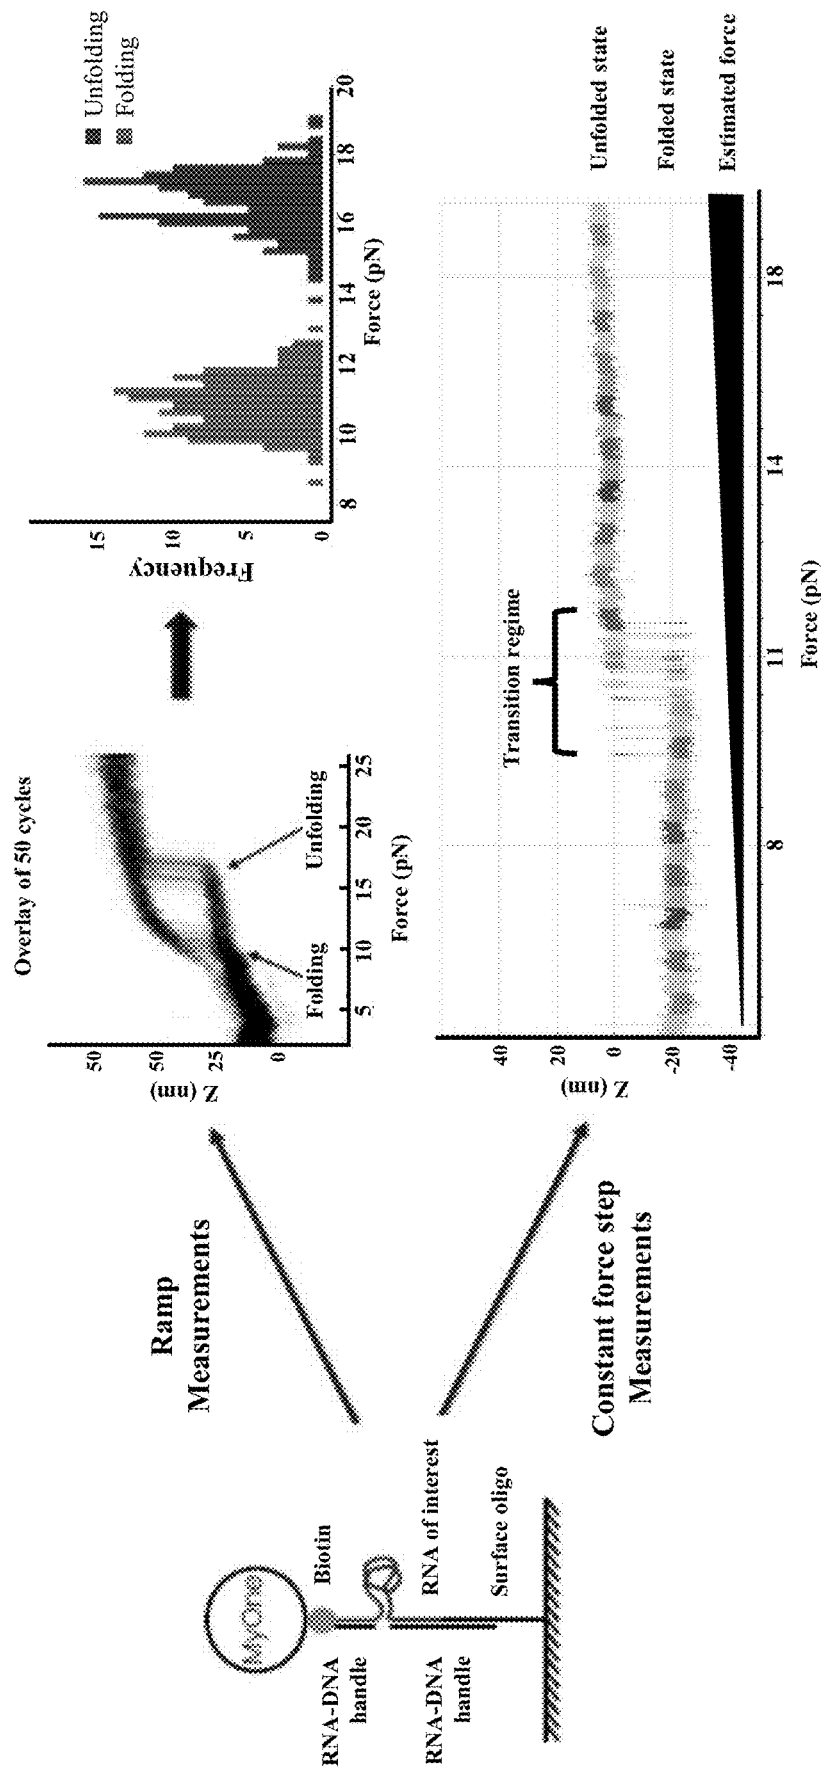 MyOne
Biotin
RNA-DNA
handle
RNA of interest
RNA-DNA
handle
Surface oligo
Ramp
Measurements
Constant force step
Measurements
Overlay of 50 cycles
Z (nm)
50
50
25
0
Folding
Unfolding
5
10
15
20
25
Force (pN)
Frequency
15
10
5
0
8
10
12
14
16
18
20
Force (pN)
Unfolding
Folding
Z (nm)
40
20
0
-20
-40
Transition regime
Unfolded state
Folded state
Estimated force
8
11
14
18
Force (pN)